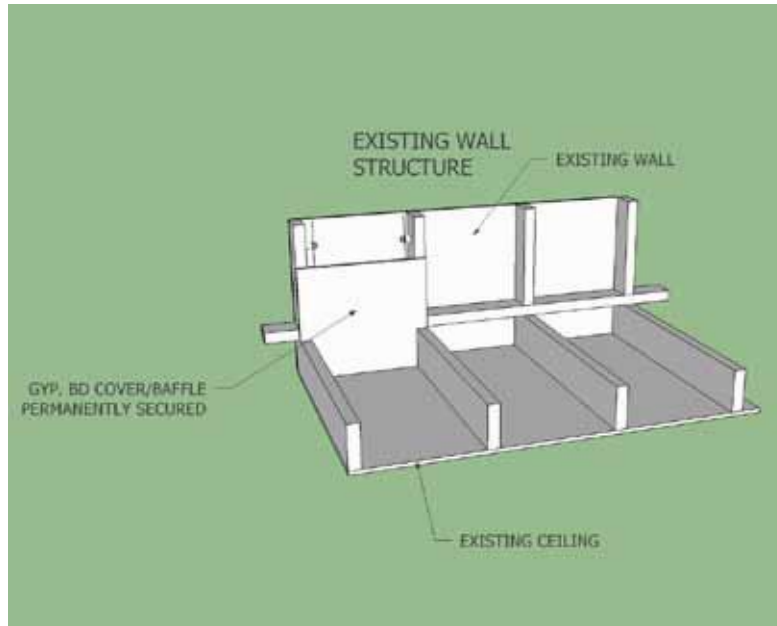 EXISTING WALL
STRUCTURE
EXISTING WALL
GYP. BD COVER/BAFFLE
PERMANENTLY SECURED
EXISTING CEILING